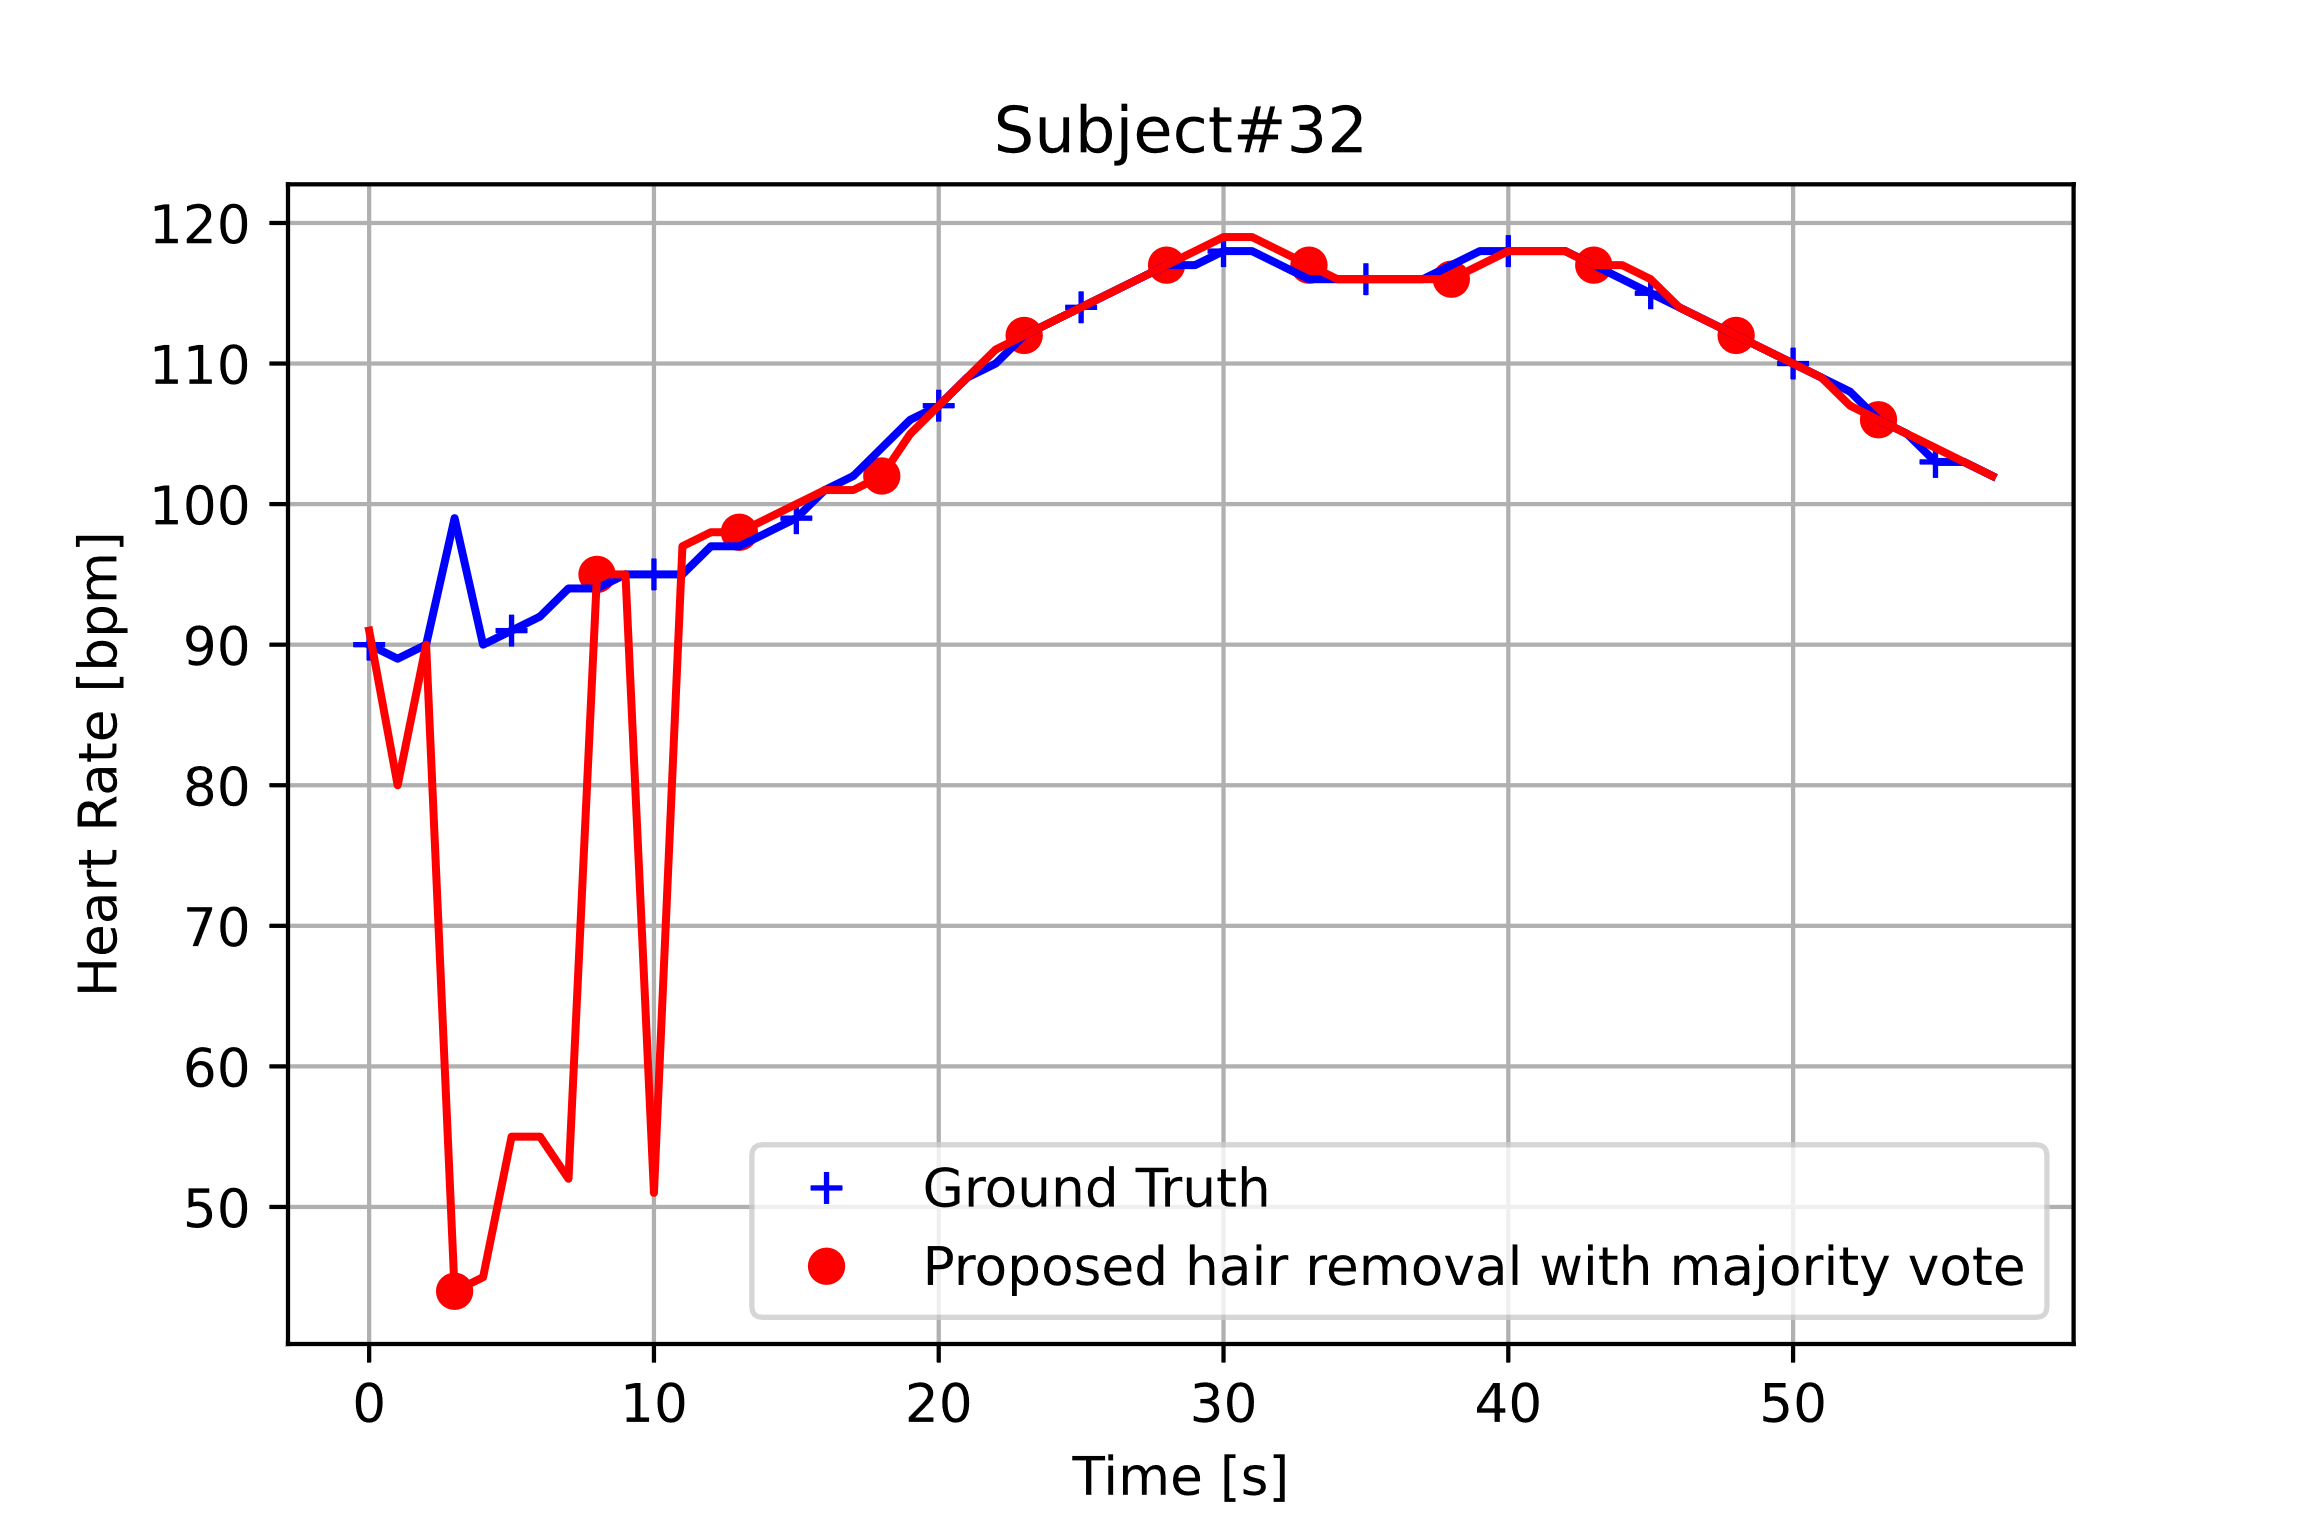 Subject#32
120
110
100
90
80
70
60
50
Heart Rate [bpm]
Ground Truth
Proposed hair removal with majority vote
0 10 20 30 40 50
Time [s]